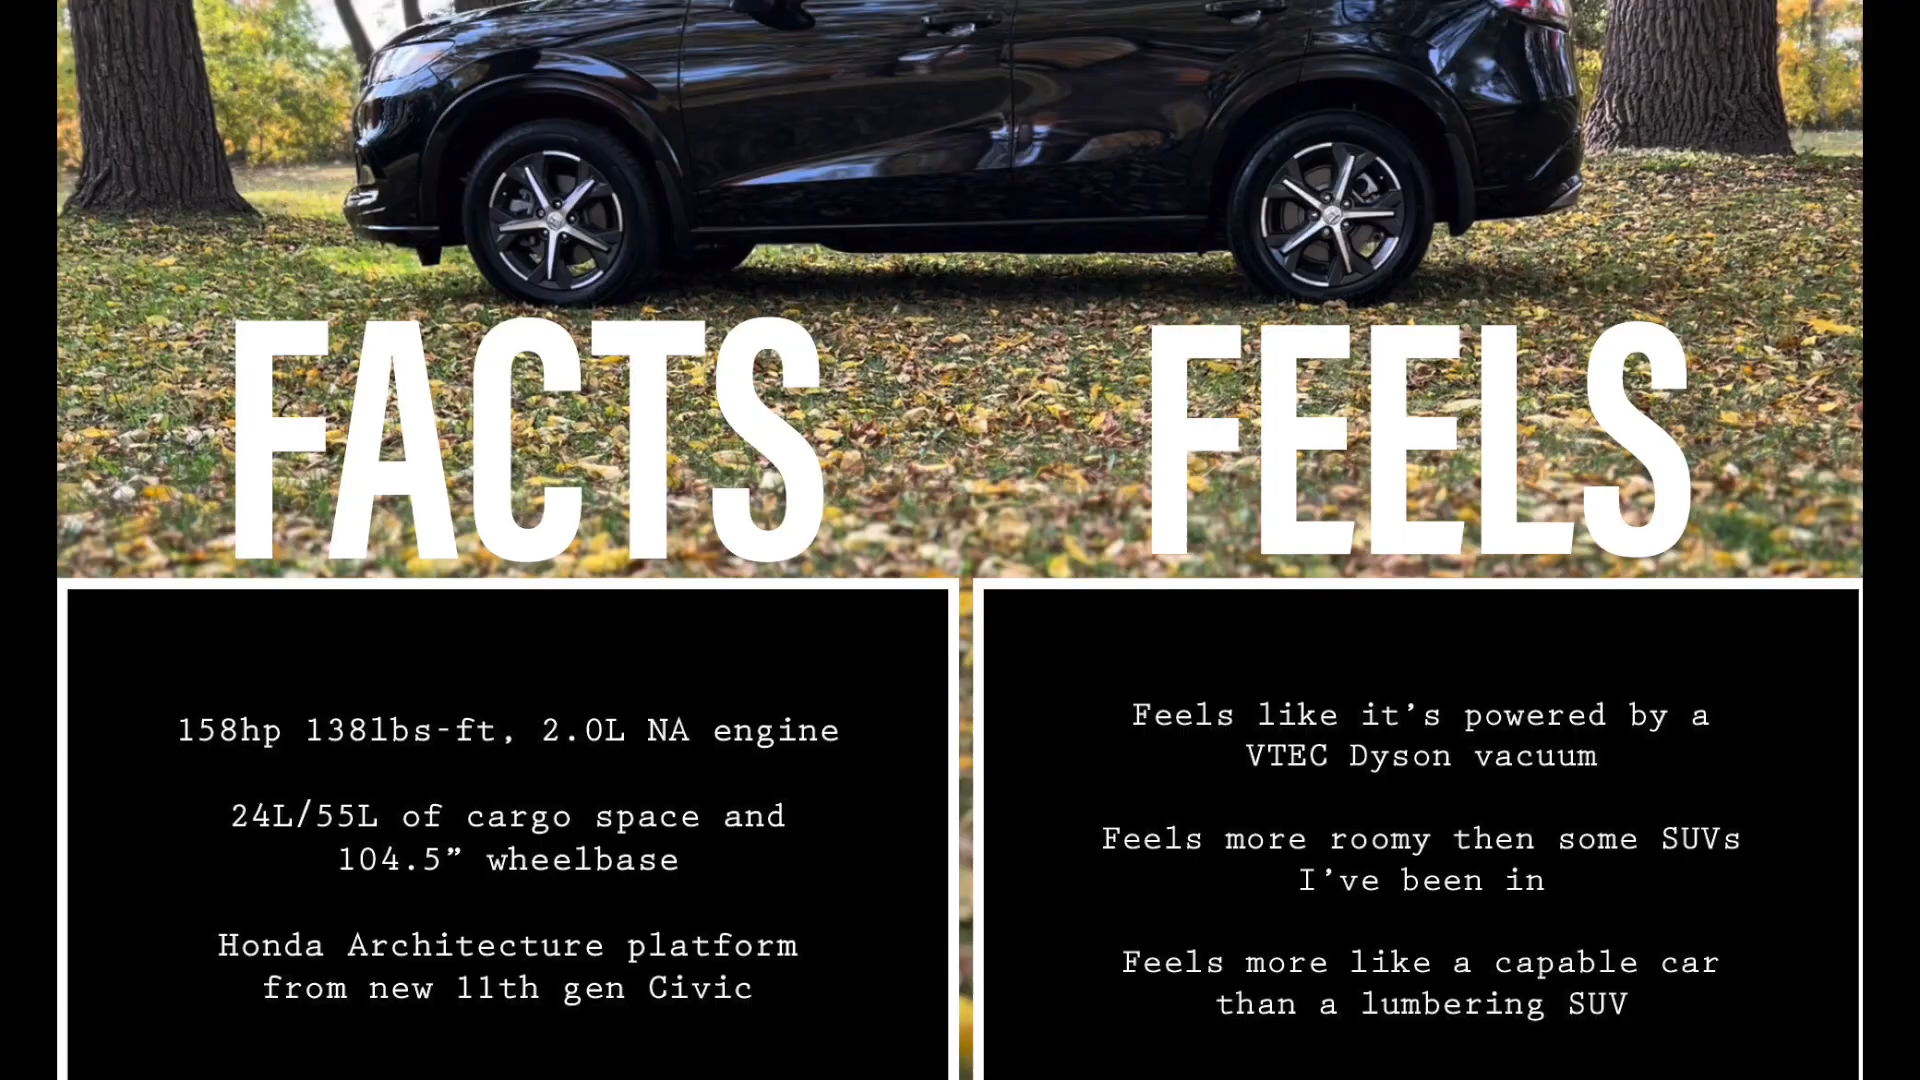 FACTS
158hp 138lbs-ft, 2.0L NA engine
24L/55L of cargo space and
104.5” wheelbase
Honda Architecture platform
from new 11th gen Civic
FEELS
Feels like it’s powered by a
VTEC Dyson vacuum
Feels more roomy then some SUVs
I’ve been in
Feels more like a capable car
than a lumbering SUV